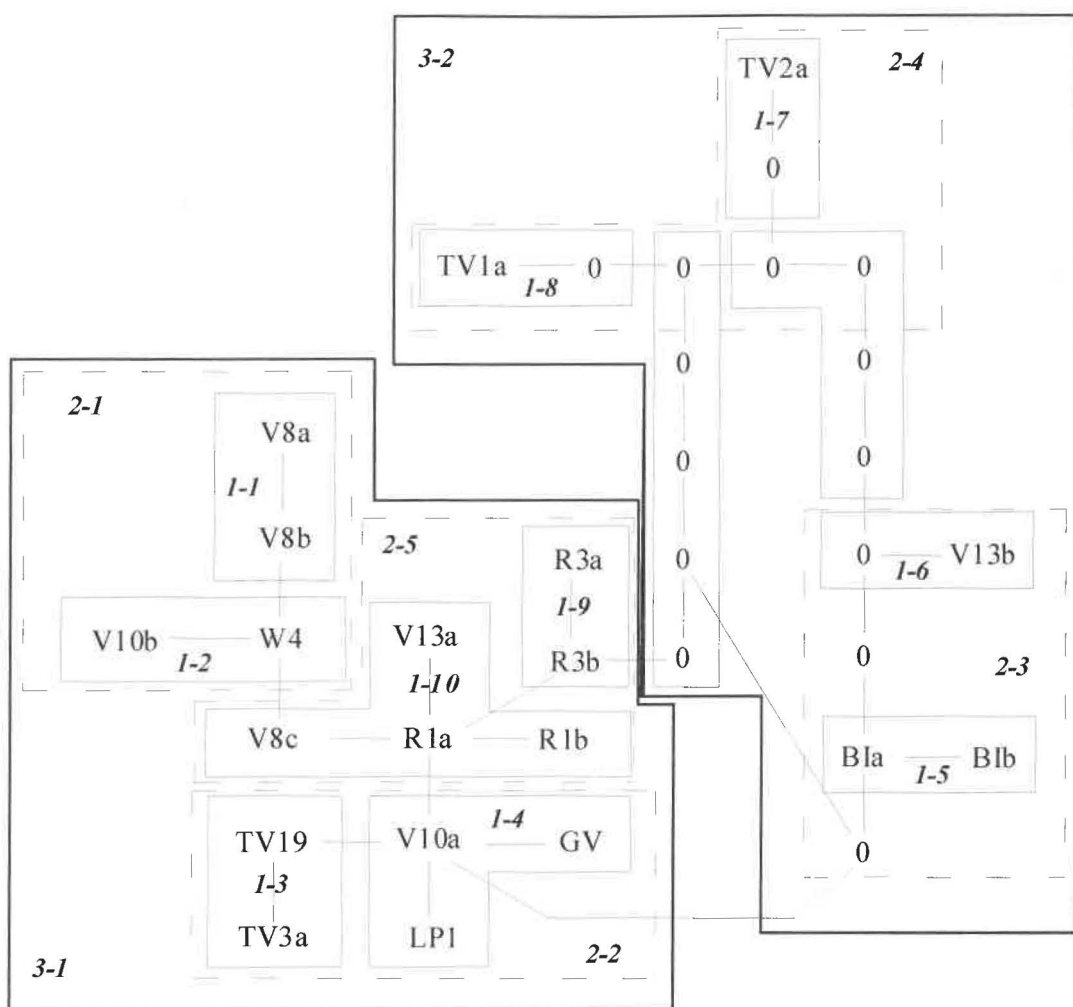 3-2
TV2a
2-4
1-7
0
TV1a 0 0 0 0
1-8
0 0
2-1
V8a
0 0
1-1
V8b
2-5
R3a
0
0 V13b
1-6
1-9
V10b W4
V13a
R3b
0
0
1-2
1-10
2-3
V8c R1a R1b
BIa BIb
1-5
1-4
TV19 V10a GV
0
1-3
TV3a LP1
3-1
2-2